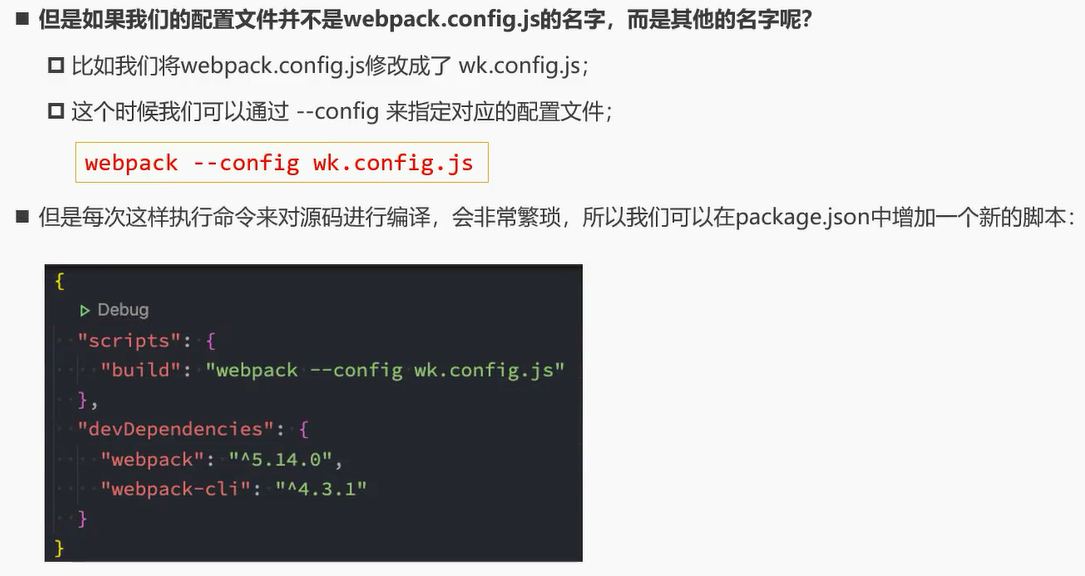 但是如果我们的配置文件并不是webpack.config.js的名字，而是其他的名字呢？
比如我们将webpack.config.js修改成了 wk.config.js；
这个时候我们可以通过 --config 来指定对应的配置文件；
webpack --config wk.config.js
但是每次这样执行命令来对源码进行编译，会非常繁琐，所以我们可以在package.json中增加一个新的脚本：
{
Debug
"scripts": {
"build": "webpack --config wk.config.js"
},
"devDependencies": {
"webpack": "^5.14.0",
"webpack-cli": "^4.3.1"
}
}